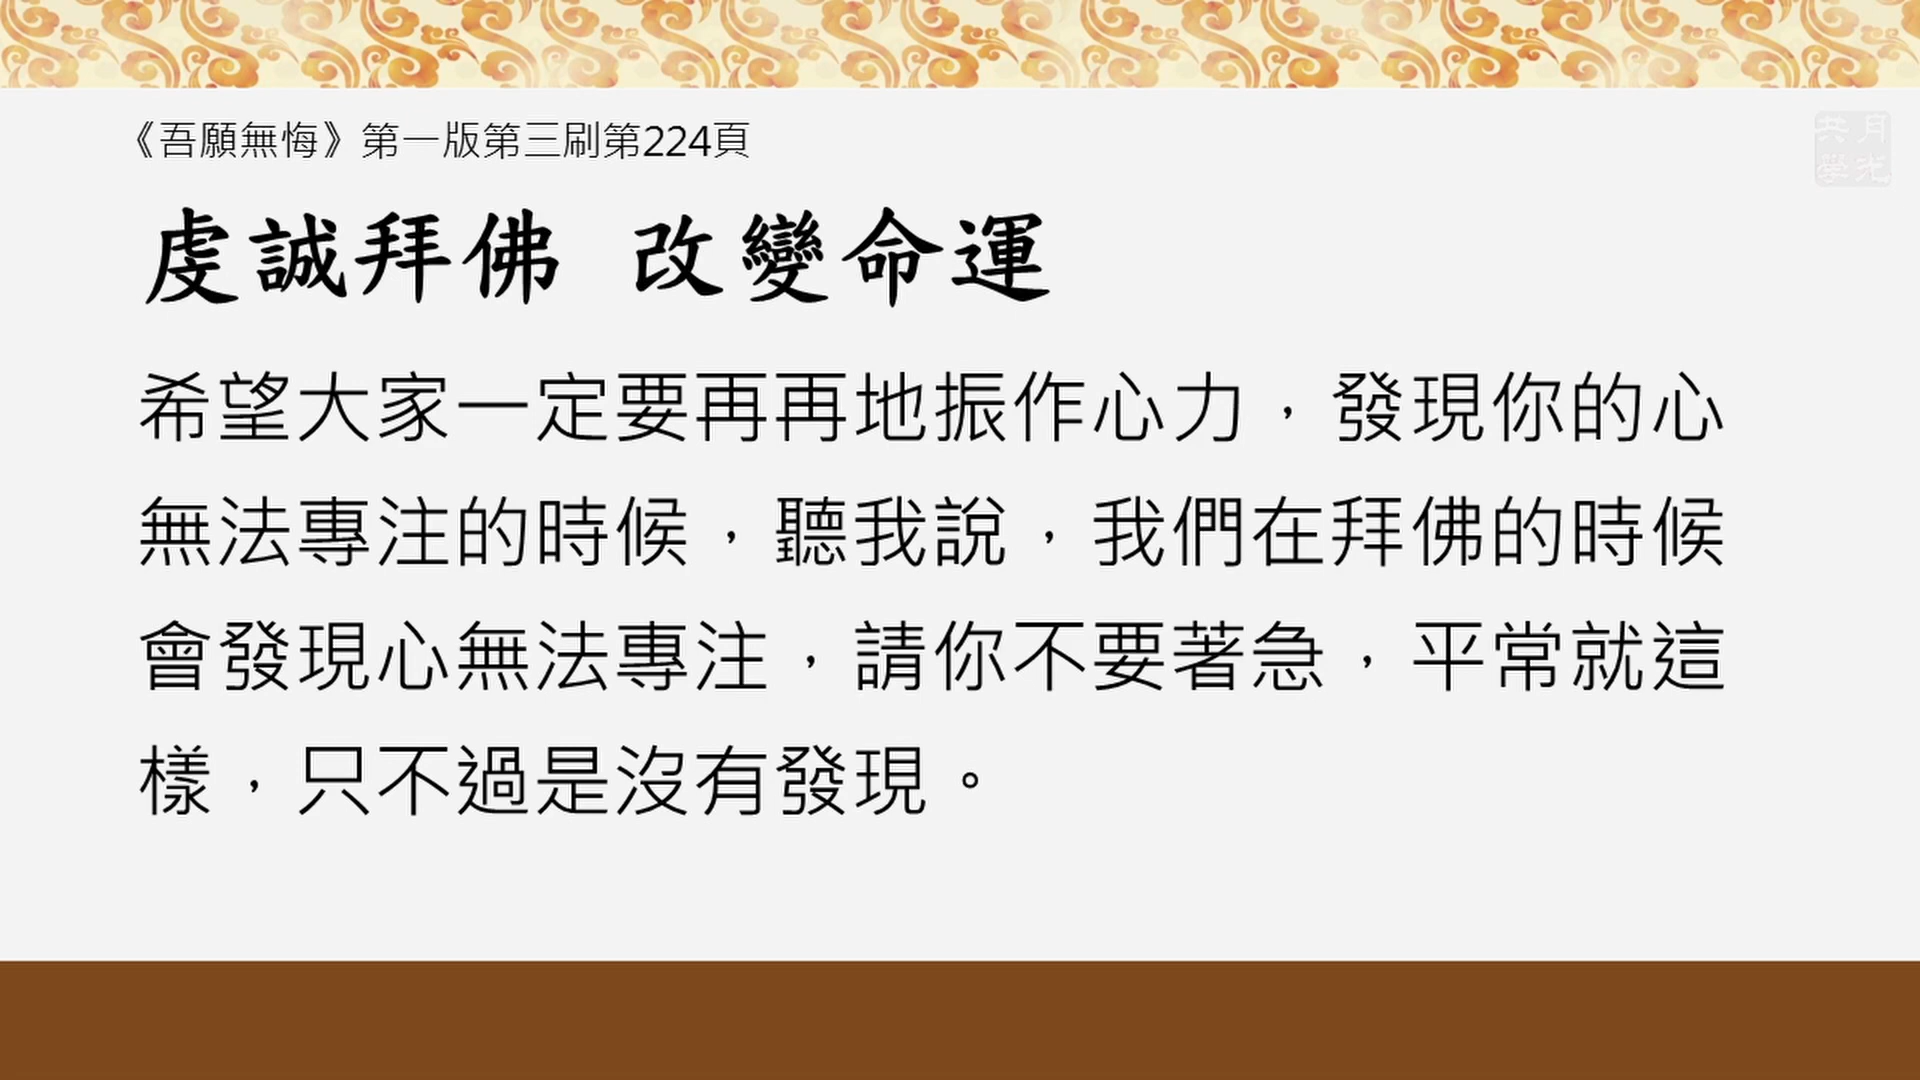 《吾願無悔》第一版第三刷第224頁
月光
共學
虔誠拜佛 改變命運
希望大家一定要再再地振作心力，發現你的心
無法專注的時候，聽我說，我們在拜佛的時候
會發現心無法專注，請你不要著急，平常就這
樣，只不過是沒有發現。